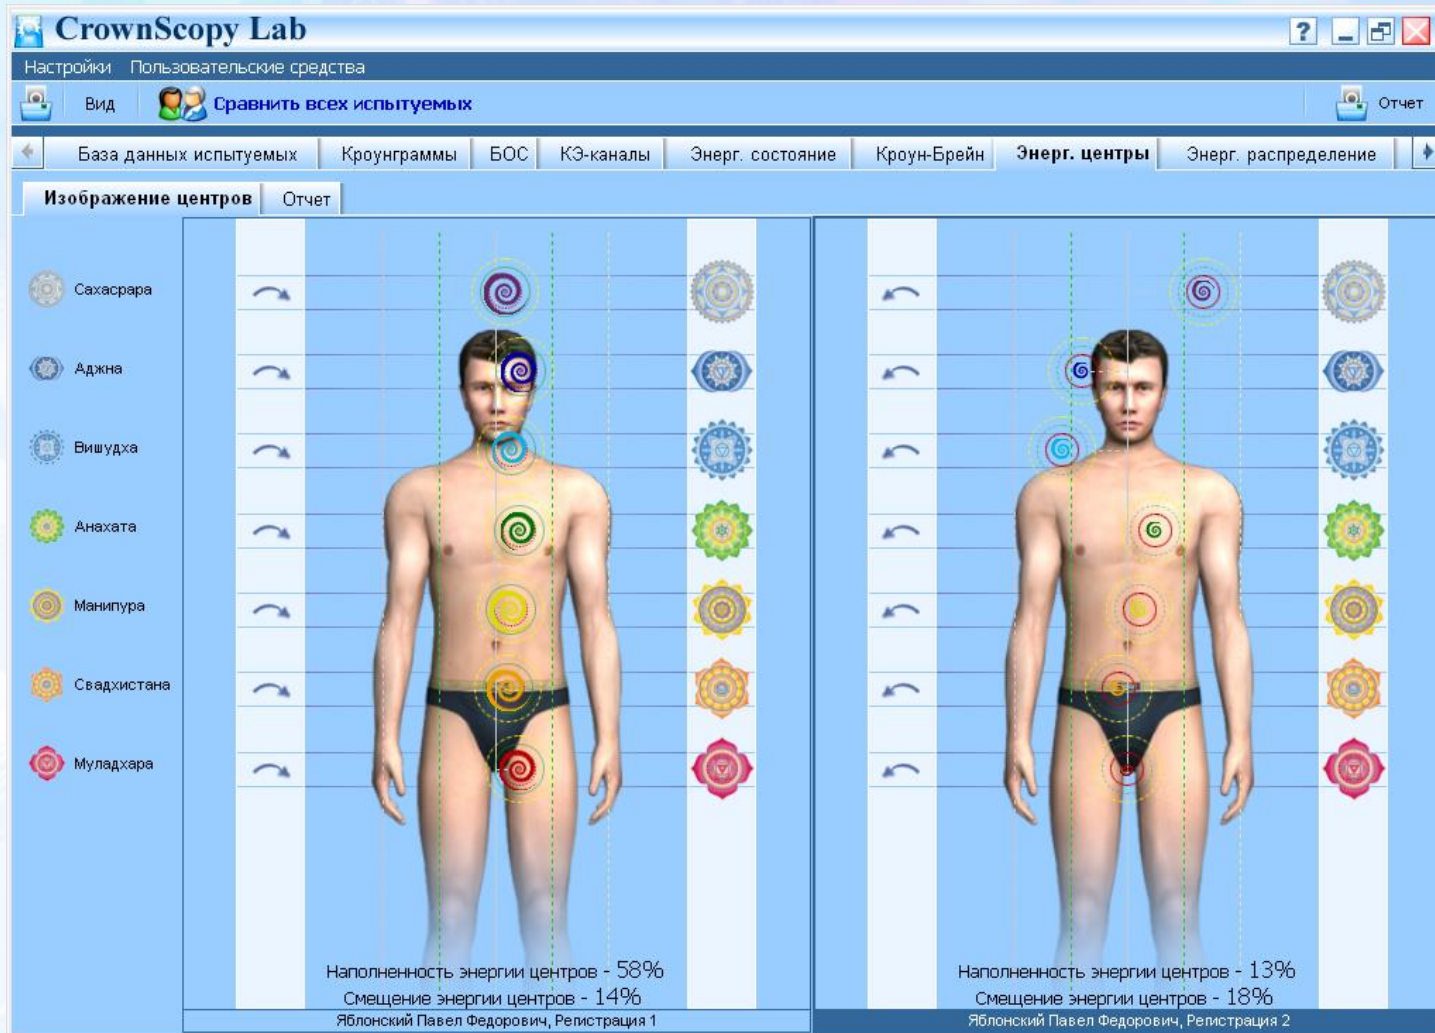 CrownScopy Lab
?
Настройки Пользовательские средства
Вид Сравнить всех испытуемых Отчет
База данных испытуемых Кроунграммы БОС КЭ-каналы Энерг. состояние Кроун-Брейн Энерг. центры Энерг. распределение
Изображение центров Отчет
Сахасрара
Аджна
Вишудха
Анахата
Манипура
Свадхистана
Муладхара
Наполненность энергии центров - 58%
Смещение энергии центров - 14%
Яблонский Павел Федорович, Регистрация 1
Наполненность энергии центров - 13%
Смещение энергии центров - 18%
Яблонский Павел Федорович, Регистрация 2